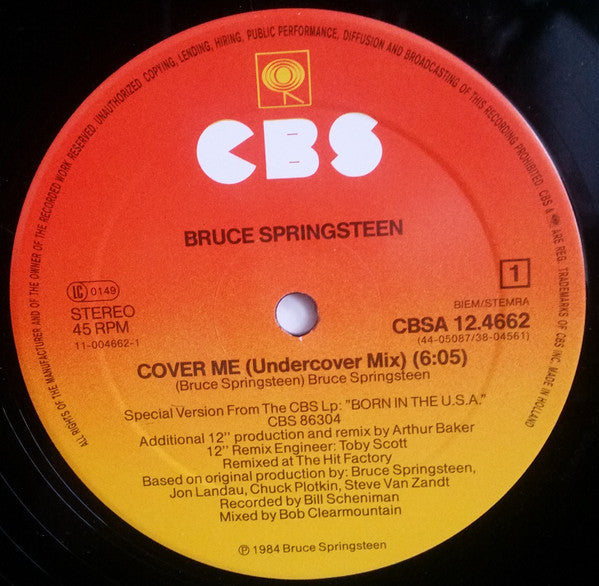 ALL RIGHTS OF THE MANUFACTURER AND OF THE OWNER OF THE RECORDED WORK RESERVED. UNAUTHORIZED COPYING, LENDING, HIRING, PUBLIC PERFORMANCE, DIFFUSION AND BROADCASTING OF THIS RECORDING PROHIBITED. CBS & ARE REG. TRADEMARKS OF CBS INC. MADE IN HOLLAND
CBS
BRUCE SPRINGSTEEN
1
LC 0149
STEREO
45 RPM
11-004662-1
BIEM/STEMRA
CBSA 12.4662
(44-05087/38-04561)
COVER ME (Undercover Mix) (6:05)
(Bruce Springsteen) Bruce Springsteen
Special Version From The CBS Lp: "BORN IN THE U.S.A."
CBS 86304
Additional 12'' production and remix by Arthur Baker
12'' Remix Engineer: Toby Scott
Remixed at The Hit Factory
Based on original production by: Bruce Springsteen,
Jon Landau, Chuck Plotkin, Steve Van Zandt
Recorded by Bill Scheniman
Mixed by Bob Clearmountain
℗ 1984 Bruce Springsteen